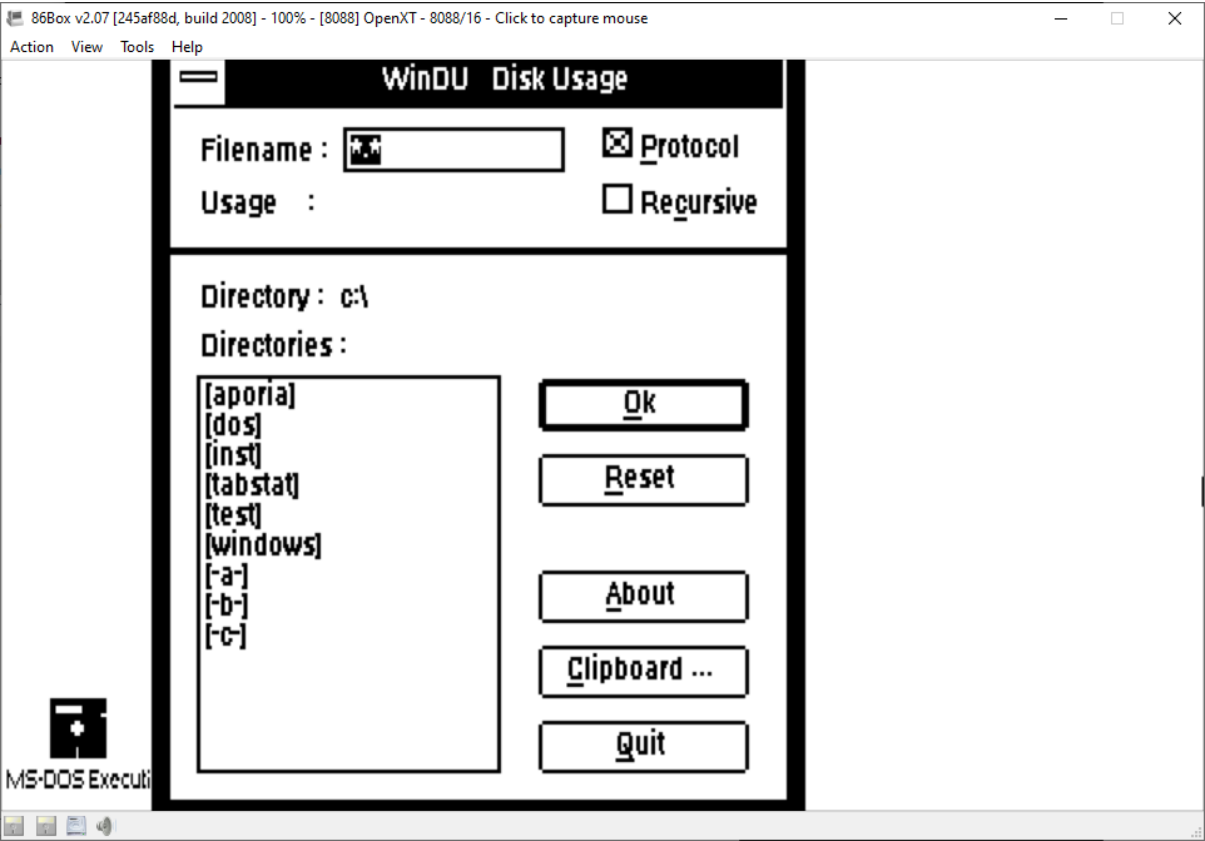 86Box v2.07 [245af88d, build 2008] - 100% - [8088] OpenXT - 8088/16 - Click to capture mouse
Action View Tools Help
WinDU Disk Usage
Filename : *.*
Protocol
Usage :
Recursive
Directory : c:\
Directories :
[aporia]
[dos]
[inst]
[tabstat]
[test]
[windows]
[-a-]
[-b-]
[-c-]
Ok
Reset
About
Clipboard ...
Quit
MS-DOS Executi